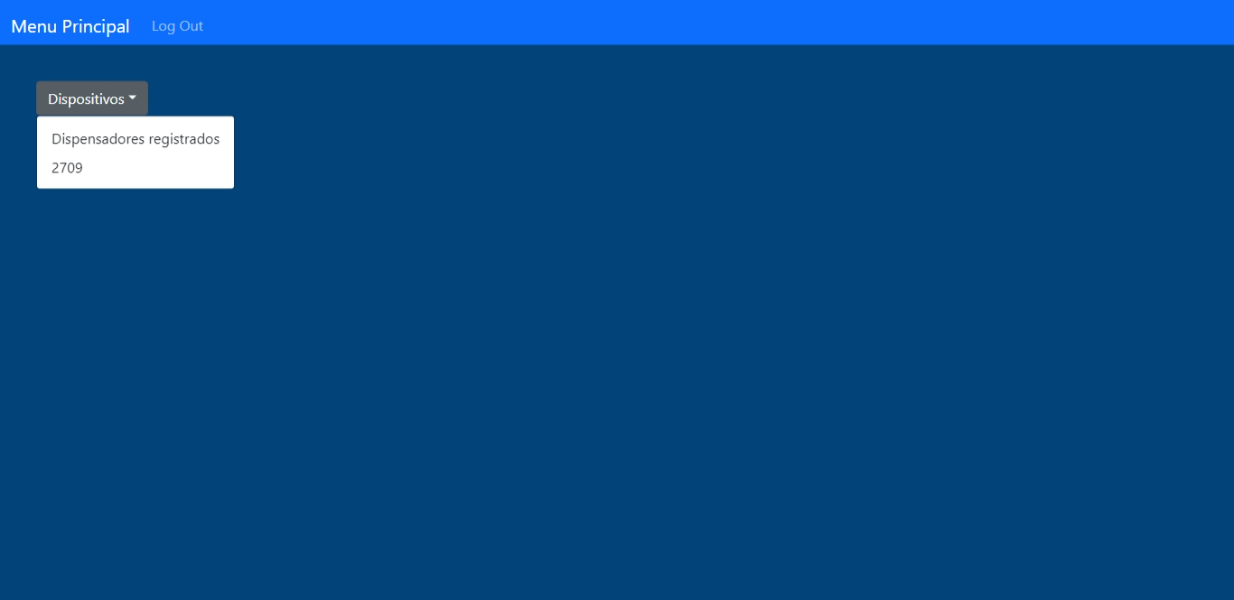 Menu Principal Log Out
Dispositivos
Dispensadores registrados
2709